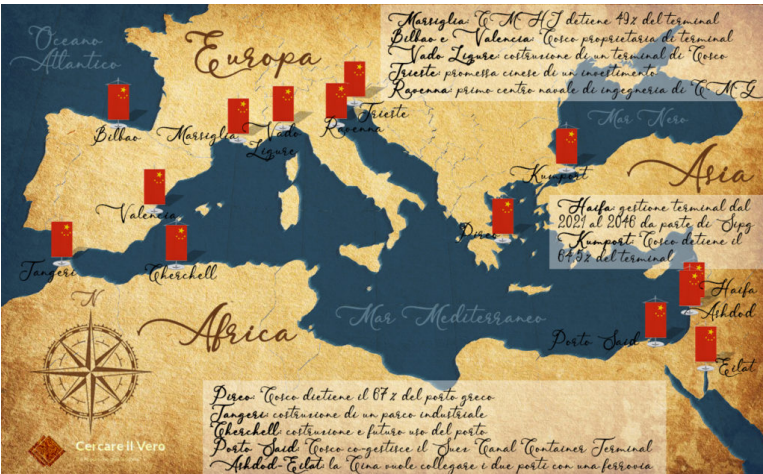 Marsiglia: C M H J detiene 49% del terminal
Bilbao e Valencia: Cosco proprietaria di terminal
Vado Ligure: costruzione di un terminal di Cosco
Trieste: promessa cinese di un investimento
Ravenna: primo centro navale di ingegneria di C M G
Oceano
Atlantico
Europa
Bilbao
Marsiglia
Vado
Ligure
Ravenna
Trieste
Mar Nero
Kumport
Asia
Valencia
Pireo
Haifa: gestione terminal dal
2021 al 2046 da parte di Sipg
Kumport: Cosco detiene il
64.5% del terminal
Tangeri
Cherchell
N
Africa
Mar Mediterraneo
Haifa
Ashdod
Porto Said
Eilat
Pireo: Cosco dietiene il 67% del porto greco
Tangeri: costruzione di un parco industriale
Cherchell: costruzione e futuro uso del porto
Porto Said: Cosco co-gestisce il Suez Canal Container Terminal
Ashdod-Eilat: la Cina vuole collegare i due porti con una ferrovia
Cercare Il Vero